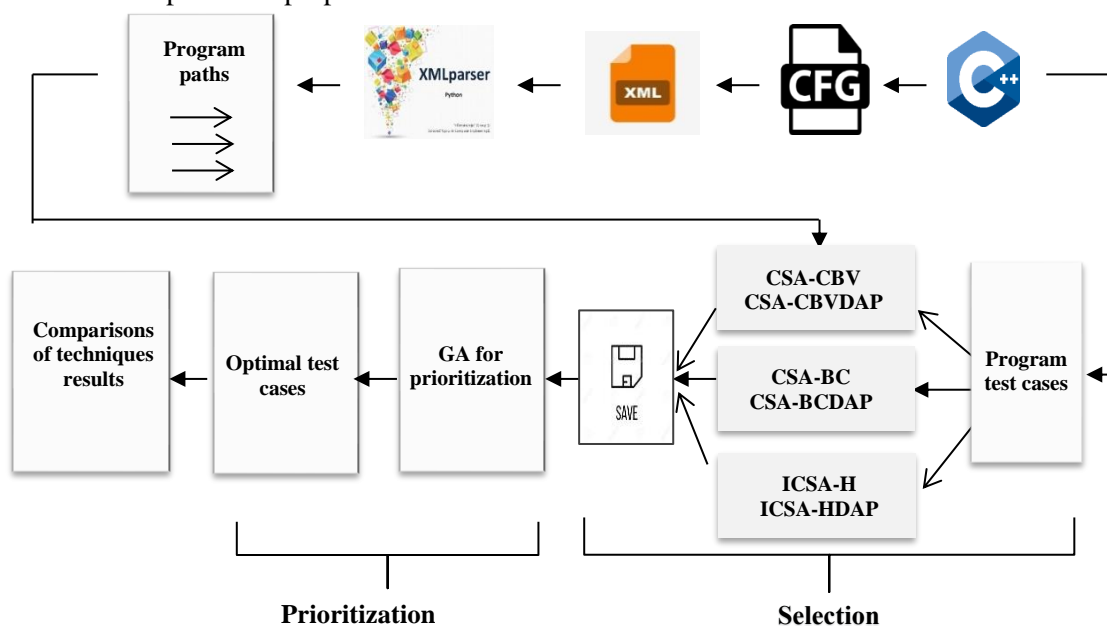 Program
paths
XMLparser
Python
XML
CFG
C++
CSA-CBV
CSA-CBVDAP
Comparisons
of techniques
results
Optimal test
cases
GA for
prioritization
SAVE
CSA-BC
CSA-BCDAP
Program
test cases
ICSA-H
ICSA-HDAP
Prioritization
Selection